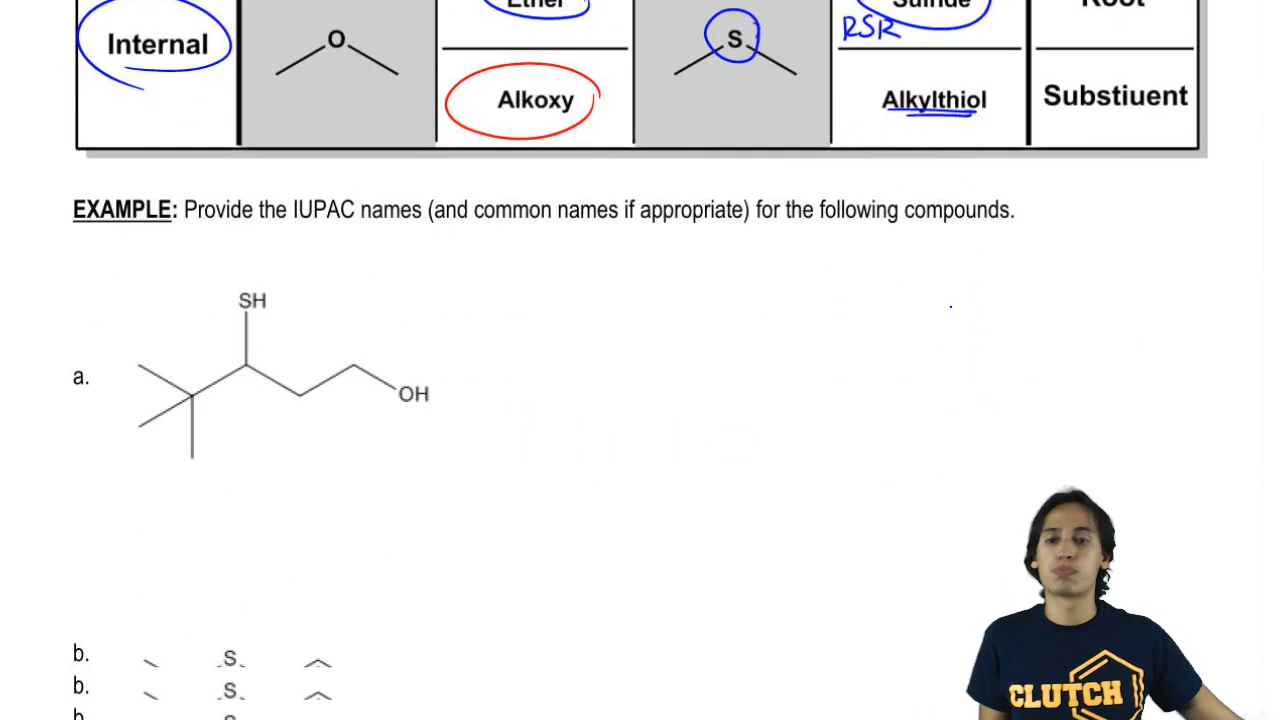 Ether
Sulfide
Root
Internal
O
S
RSR
Alkoxy
Alkylthiol
Substiuent
EXAMPLE: Provide the IUPAC names (and common names if appropriate) for the following compounds.
SH
a.
OH
b.
S
b.
S
b
CLUTCH